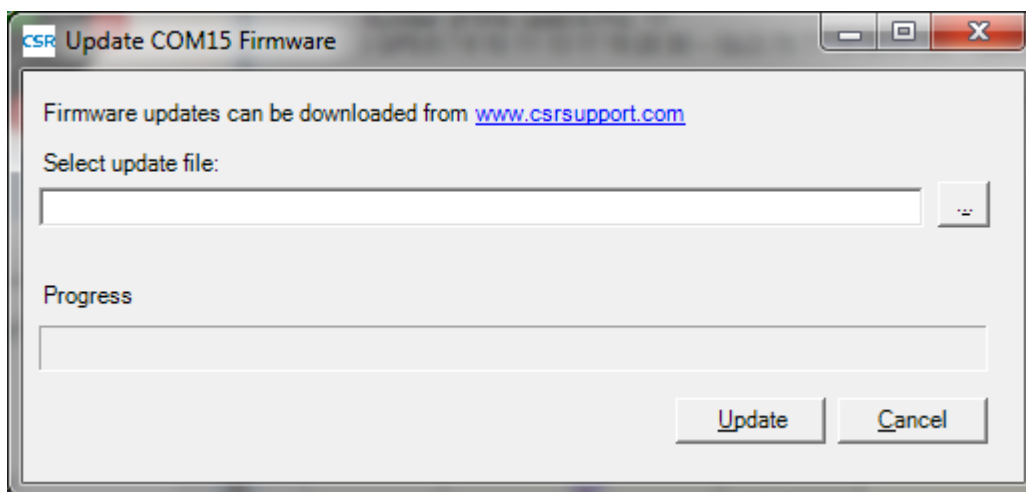 CSR Update COM15 Firmware
Firmware updates can be downloaded from www.csrsupport.com
Select update file:
...
Progress
Update Cancel